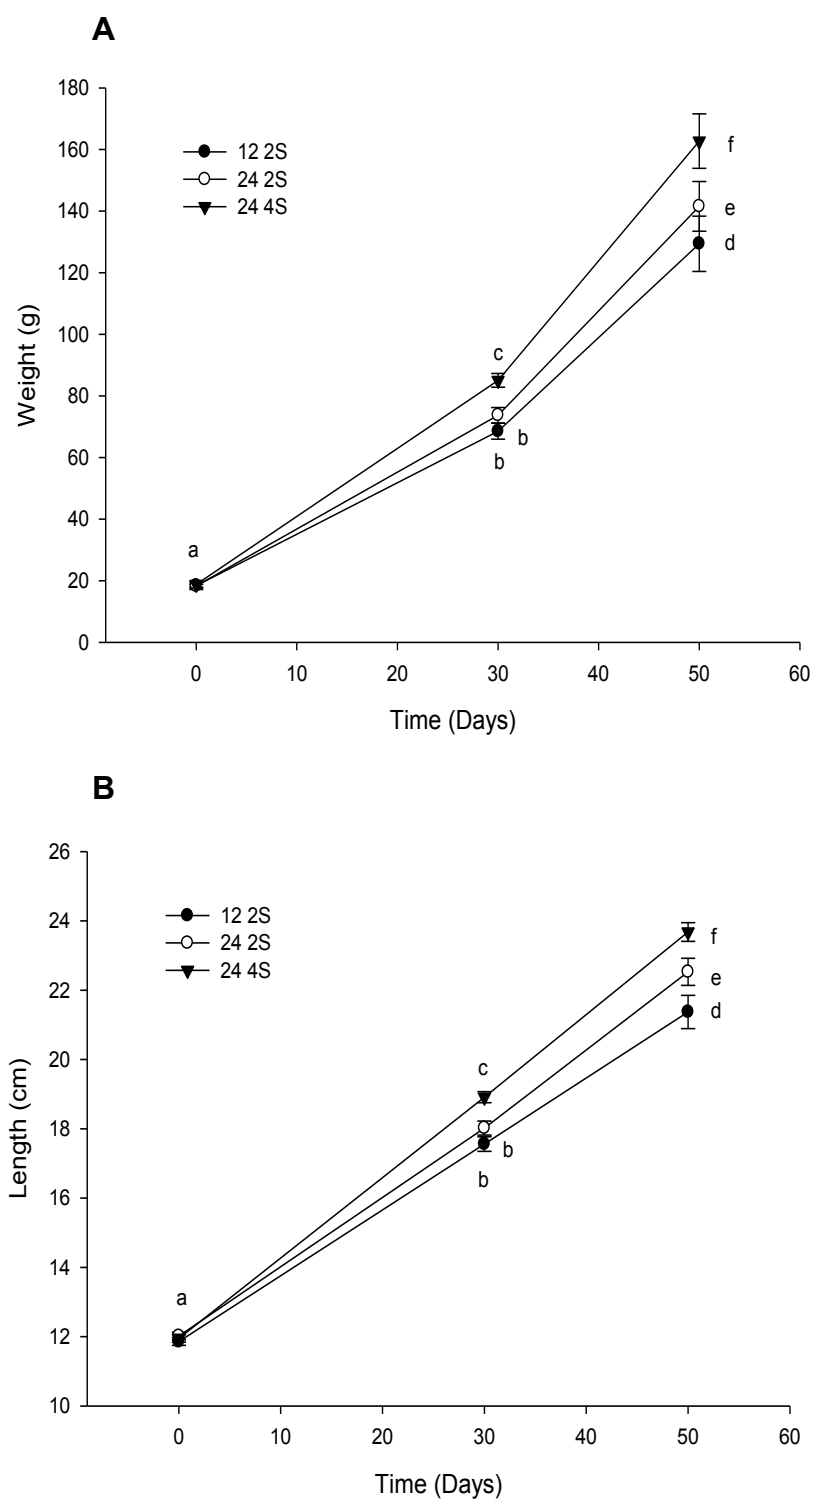 A
180
160
140
120
100
80
60
40
20
0
Weight (g)
12 2S
24 2S
24 4S
a
c
b
b
f
e
d
0 10 20 30 40 50 60
Time (Days)
B
26
24
22
20
18
16
14
12
10
Length (cm)
12 2S
24 2S
24 4S
a
c
b
b
f
e
d
0 10 20 30 40 50 60
Time (Days)